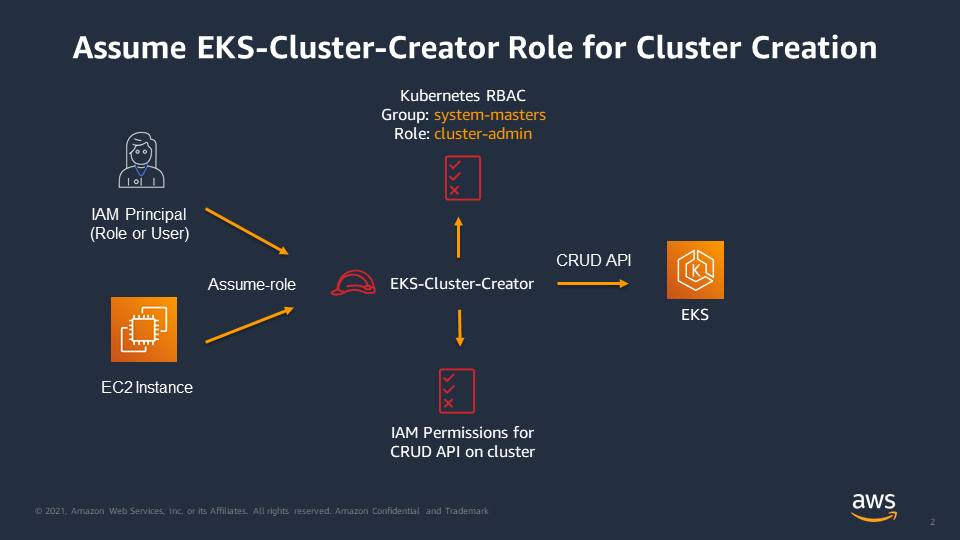 Assume EKS-Cluster-Creator Role for Cluster Creation
Kubernetes RBAC
Group: system-masters
Role: cluster-admin
IAM Principal
(Role or User)
Assume-role
EKS-Cluster-Creator
CRUD API
K
EKS
EC2 Instance
IAM Permissions for
CRUD API on cluster
© 2021, Amazon Web Services, Inc. or its Affiliates. All rights reserved. Amazon Confidential and Trademark
aws
2